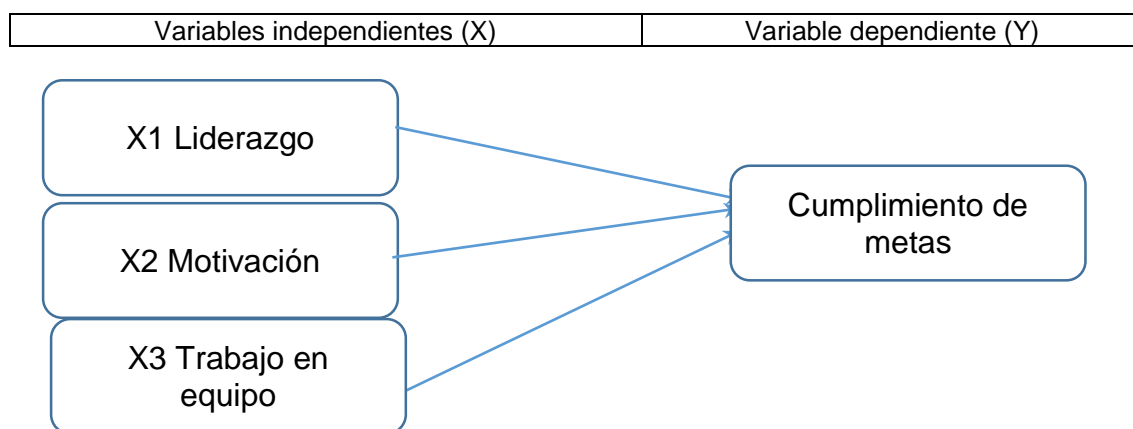 Variables independientes (X)
Variable dependiente (Y)
X1 Liderazgo
Cumplimiento de
metas
X2 Motivación
X3 Trabajo en
equipo